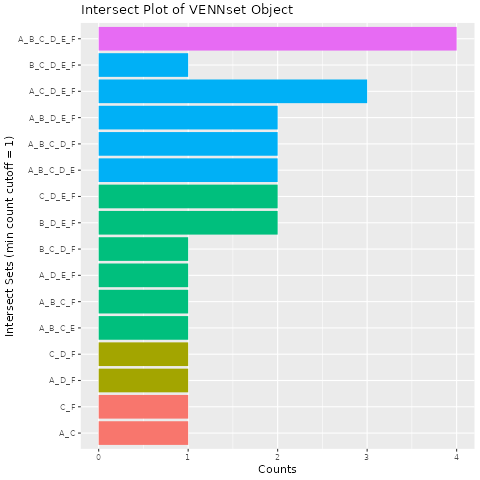 Intersect Plot of VENNset Object
Intersect Sets (min count cutoff = 1)
A_B_C_D_E_F
B_C_D_E_F
A_C_D_E_F
A_B_D_E_F
A_B_C_D_F
A_B_C_D_E
C_D_E_F
B_D_E_F
B_C_D_F
A_D_E_F
A_B_C_F
A_B_C_E
C_D_F
A_D_F
C_F
A_C
0 1 2 3 4
Counts